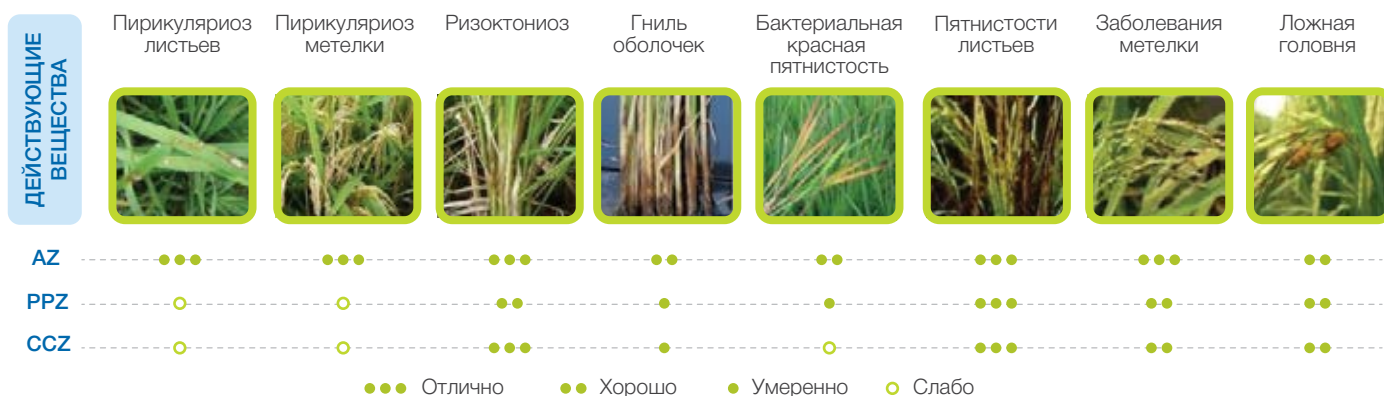 ДЕЙСТВУЮЩИЕ
ВЕЩЕСТВА
Пирикуляриоз
листьев
Пирикуляриоз
метелки
Ризоктониоз
Гниль
оболочек
Бактериальная
красная
пятнистость
Пятнистости
листьев
Заболевания
метелки
Ложная
головня
AZ
PPZ
CCZ
Отлично
Хорошо
Умеренно
Слабо